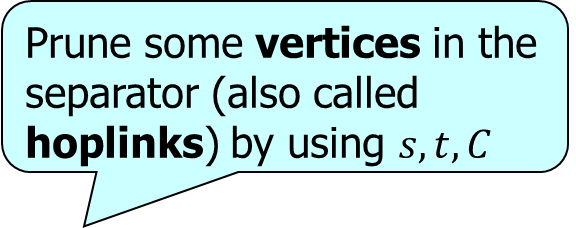 Prune some vertices in the
separator (also called
hoplinks) by using s, t, C